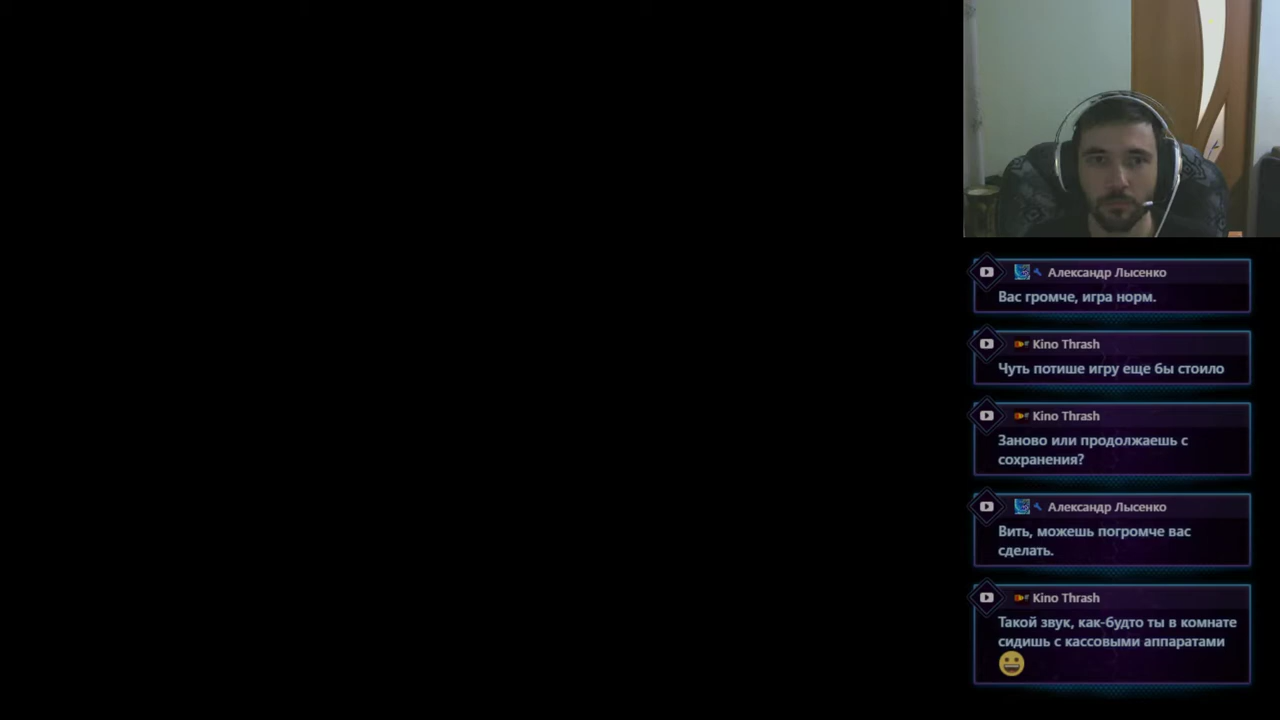 Александр Лысенко
Вас громче, игра норм.
Kino Thrash
Чуть потише игру еще бы стоило
Kino Thrash
Заново или продолжаешь с
сохранения?
Александр Лысенко
Вить, можешь погромче вас
сделать.
Kino Thrash
Такой звук, как-будто ты в комнате
сидишь с кассовыми аппаратами